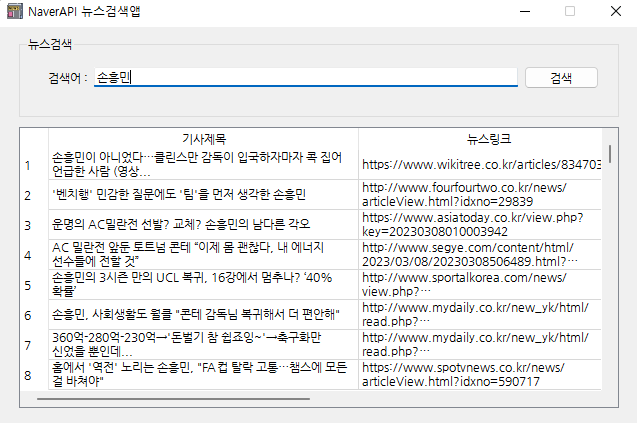 NaverAPI 뉴스검색앱
뉴스검색
검색어 : 손흥민 검색
기사제목 뉴스링크
1 손흥민이 아니었다…클린스만 감독이 입국하자마자 콕 집어 https://www.wikitree.co.kr/articles/834703
언급한 사람 (영상...
2 '벤치행' 민감한 질문에도 '팀'을 먼저 생각한 손흥민 http://www.fourfourtwo.co.kr/news/
articleView.html?idxno=29839
3 운명의 AC밀란전 선발? 교체? 손흥민의 남다른 각오 https://www.asiatoday.co.kr/view.php?
key=20230308010003942
4 AC 밀란전 앞둔 토트넘 콘테 “이제 몸 괜찮다, 내 에너지 http://www.segye.com/content/html/
선수들에 전할 것” 2023/03/08/20230308506489.html?…
5 손흥민의 3시즌 만의 UCL 복귀, 16강에서 멈추나? ‘40% https://www.sportalkorea.com/news/
확률’ view.php?…
6 손흥민, 사회생활도 월클 "콘테 감독님 복귀해서 더 편안해" http://www.mydaily.co.kr/new_yk/html/
read.php?…
7 360억-280억-230억→'돈벌기 참 쉽죠잉~'→축구화만 http://www.mydaily.co.kr/new_yk/html/
신었을 뿐인데... read.php?…
8 홈에서 '역전' 노리는 손흥민, "FA컵 탈락 고통…챔스에 모든 https://www.spotvnews.co.kr/news/
걸 바쳐야" articleView.html?idxno=590717